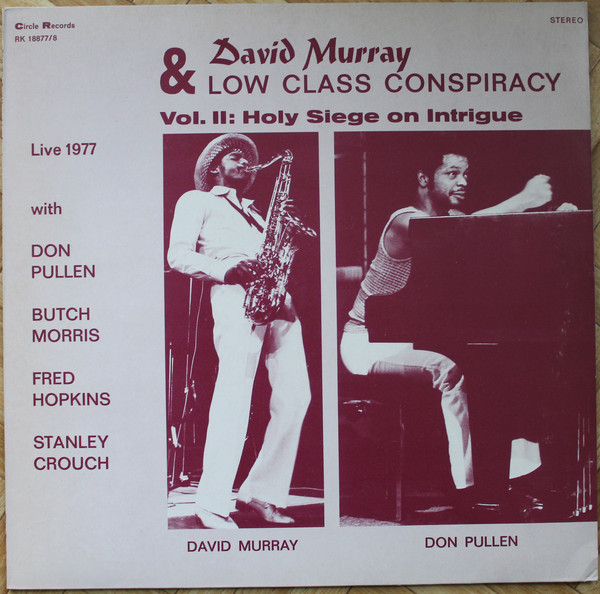 Circle Records
RK 18877/8
STEREO
David Murray
& LOW CLASS CONSPIRACY
Vol. II: Holy Siege on Intrigue
Live 1977
with
DON
PULLEN
BUTCH
MORRIS
FRED
HOPKINS
STANLEY
CROUCH
DAVID MURRAY
DON PULLEN